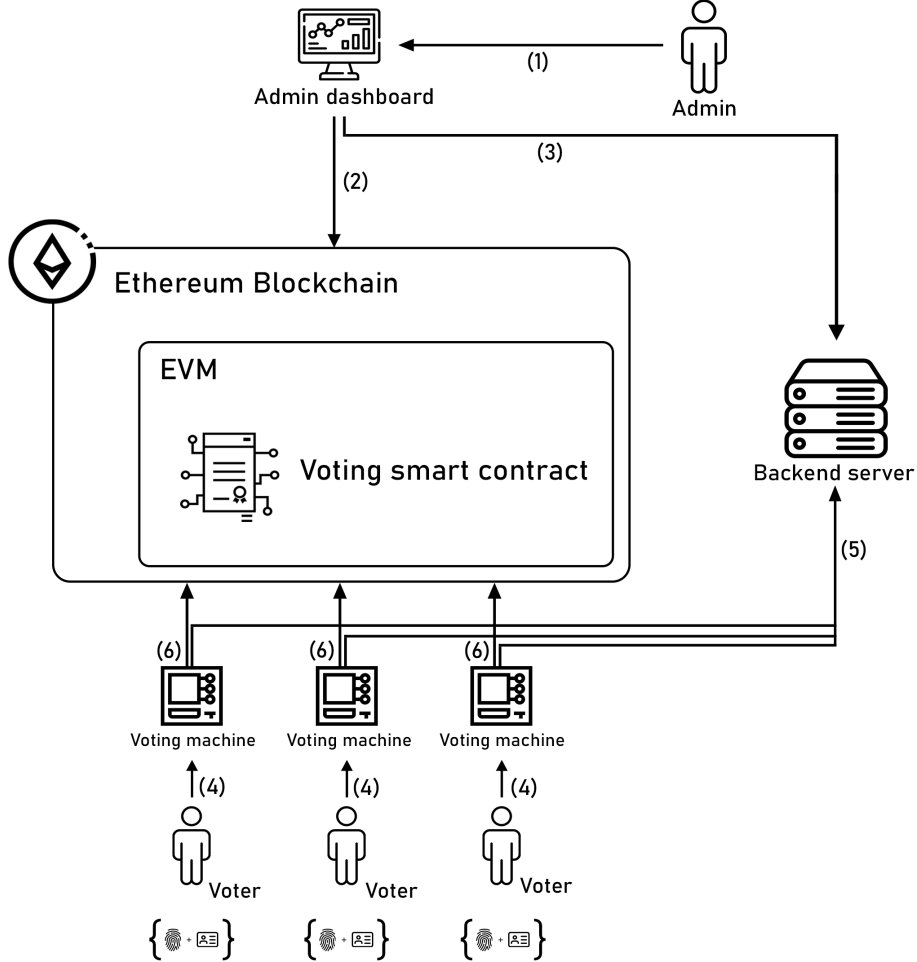 (1)
Admin dashboard
Admin
(3)
(2)
Ethereum Blockchain
EVM
Voting smart contract
Backend server
(5)
(6)
(6)
(6)
Voting machine
Voting machine
Voting machine
(4)
(4)
(4)
Voter
Voter
Voter
{ + }
{ + }
{ + }